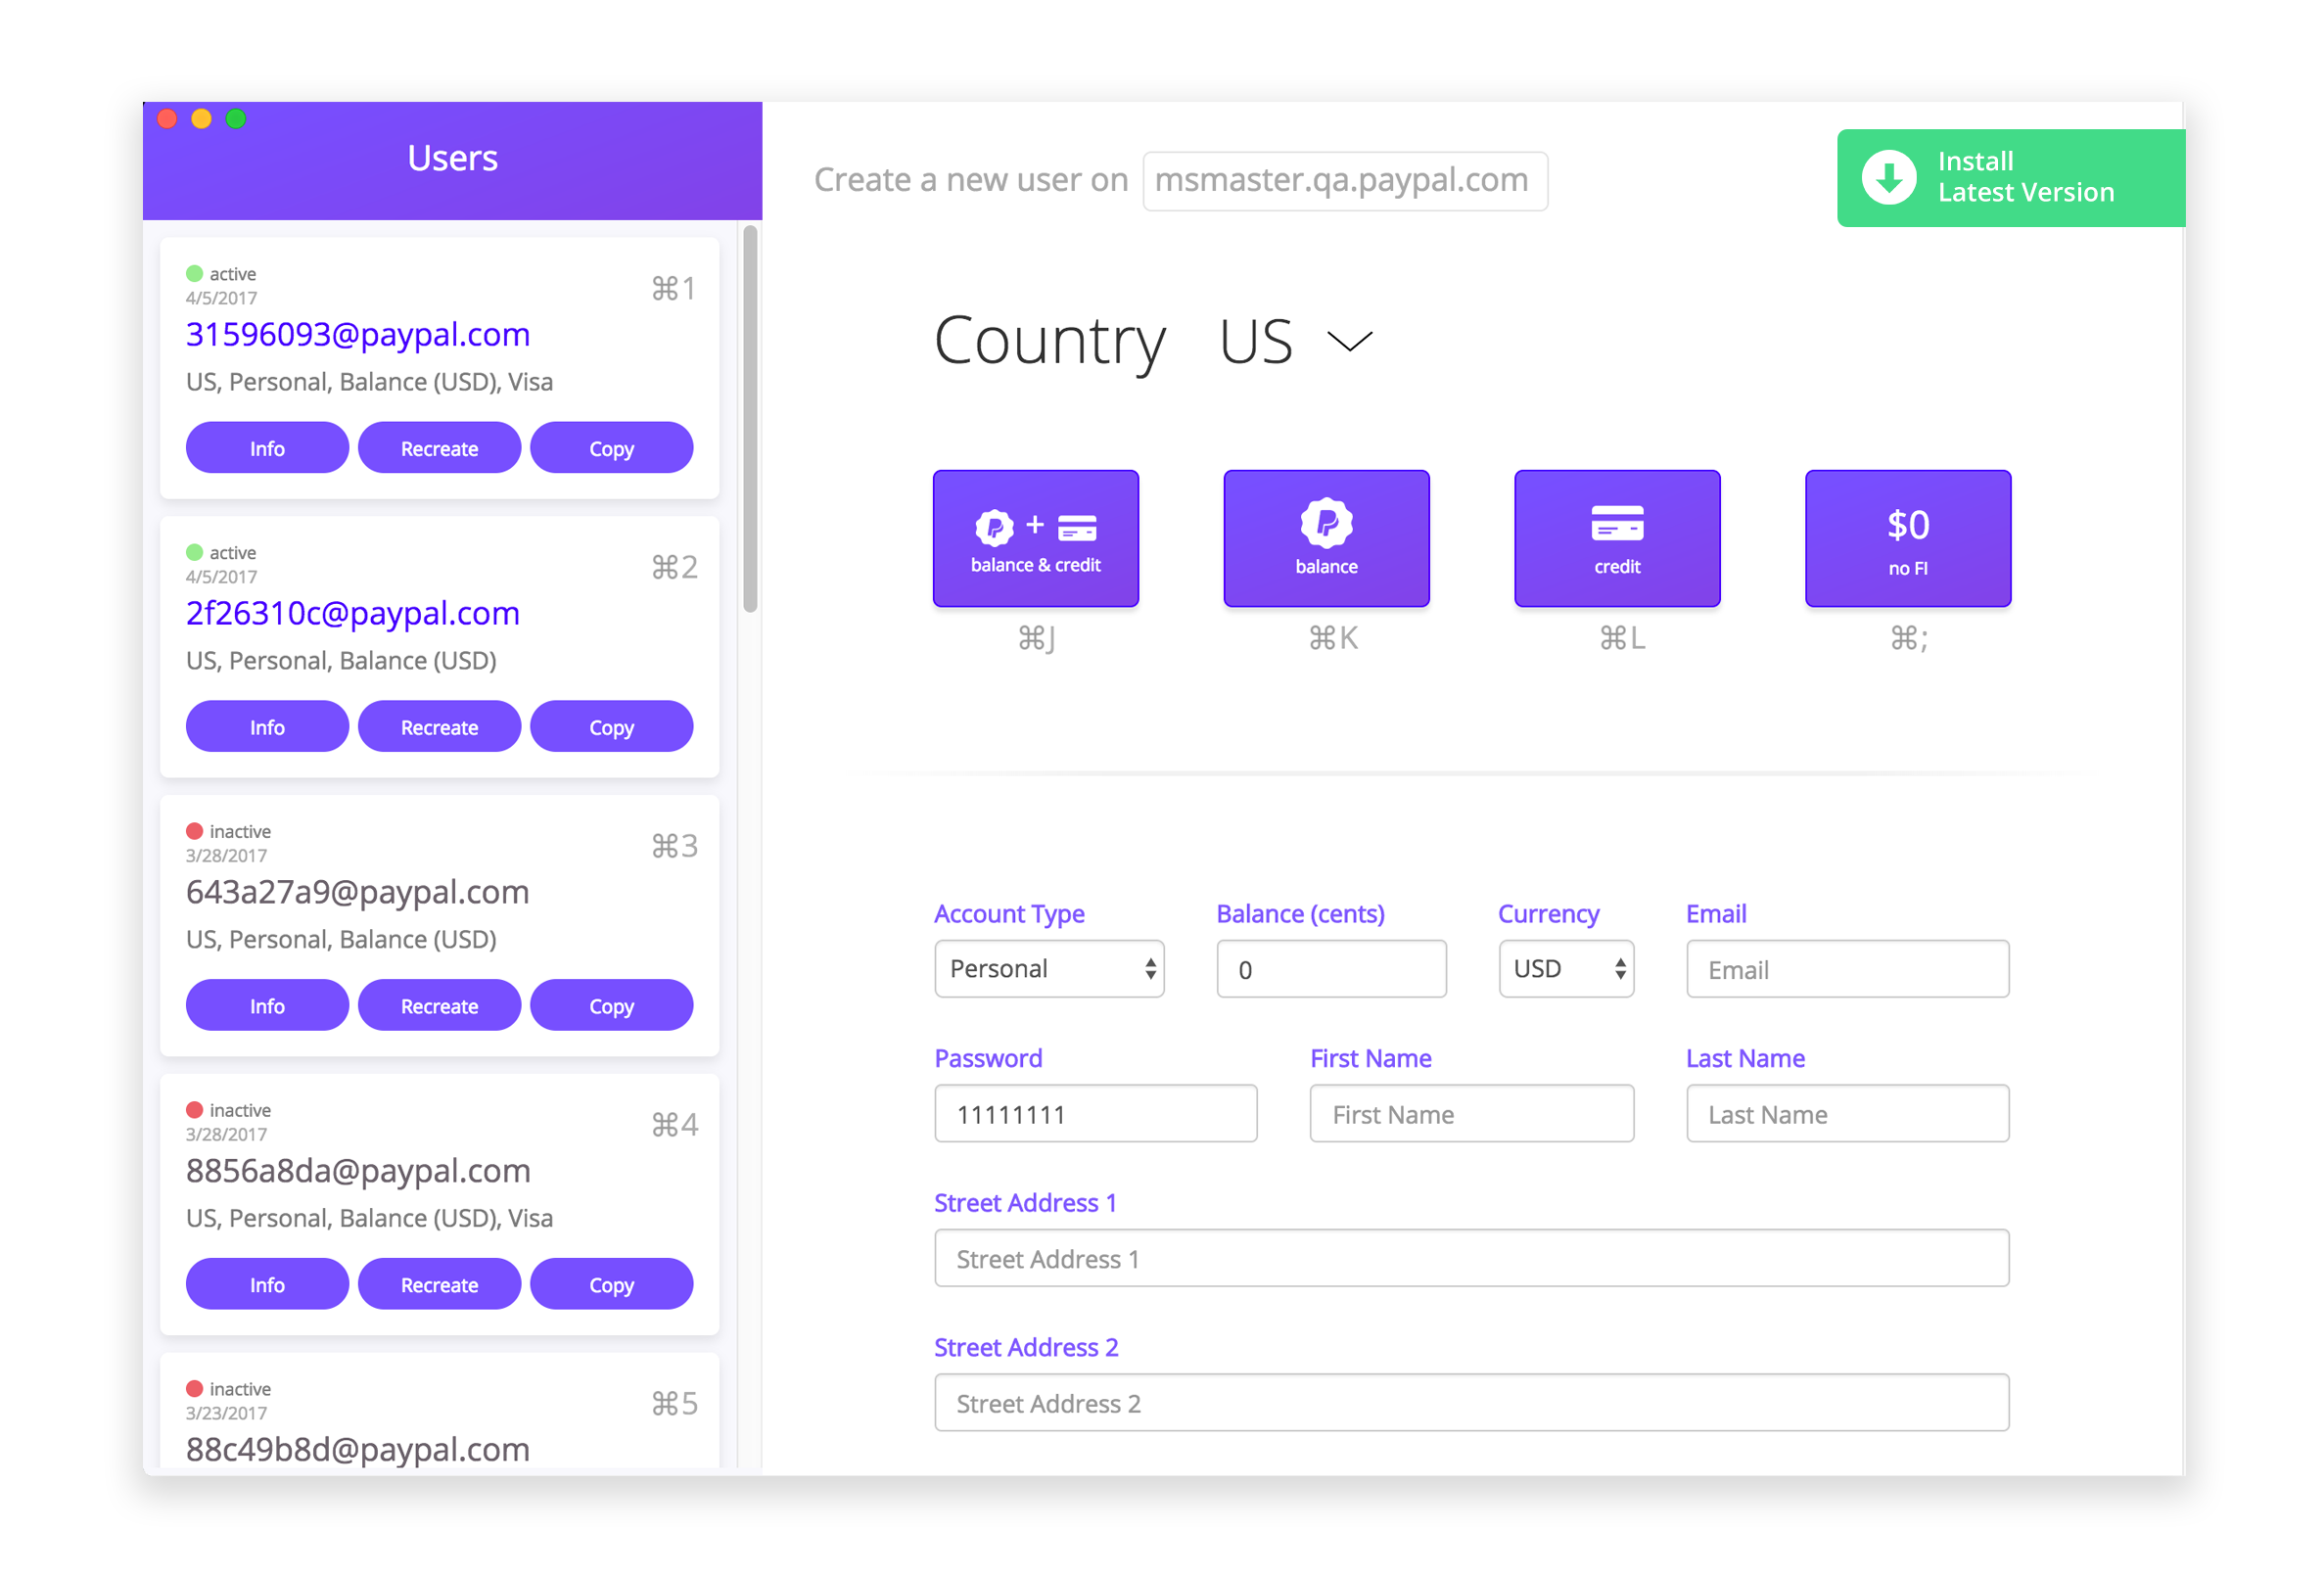 Users
active
4/5/2017
⌘1
31596093@paypal.com
US, Personal, Balance (USD), Visa
Info Recreate Copy
active
4/5/2017
⌘2
2f26310c@paypal.com
US, Personal, Balance (USD)
Info Recreate Copy
inactive
3/28/2017
⌘3
643a27a9@paypal.com
US, Personal, Balance (USD)
Info Recreate Copy
inactive
3/28/2017
⌘4
8856a8da@paypal.com
US, Personal, Balance (USD), Visa
Info Recreate Copy
inactive
3/23/2017
⌘5
88c49b8d@paypal.com
Create a new user on msmaster.qa.paypal.com
Install
Latest Version
Country US
+
balance & credit
balance
credit
$0
no FI
⌘J ⌘K ⌘L ⌘;
Account Type Balance (cents) Currency Email
Personal 0 USD Email
Password First Name Last Name
11111111 First Name Last Name
Street Address 1
Street Address 1
Street Address 2
Street Address 2